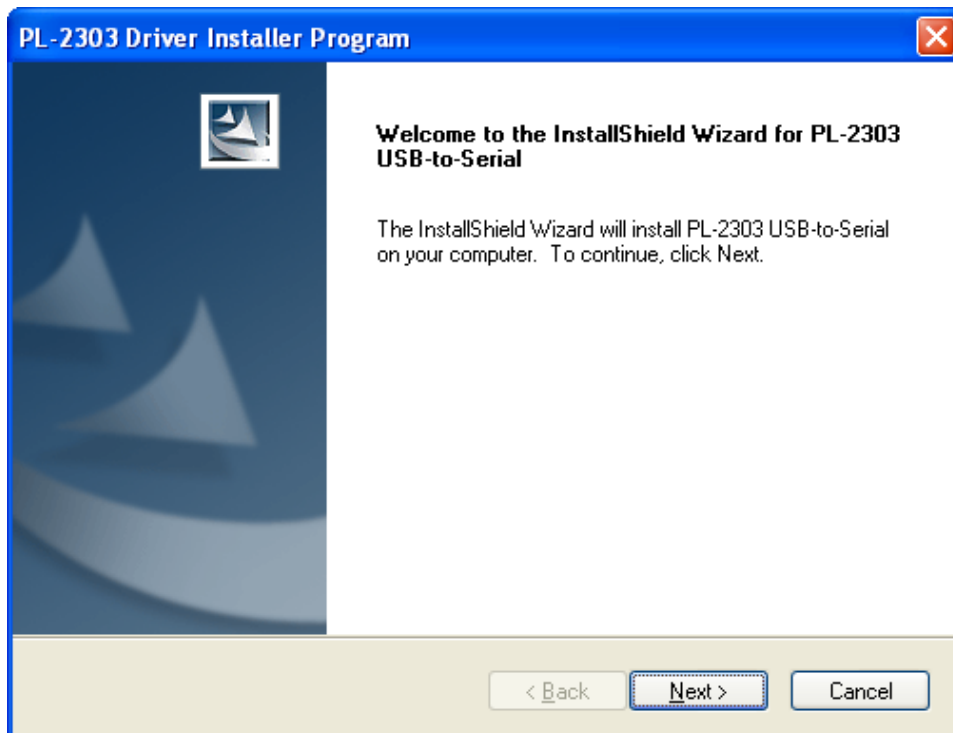 PL-2303 Driver Installer Program
Welcome to the InstallShield Wizard for PL-2303
USB-to-Serial
The InstallShield Wizard will install PL-2303 USB-to-Serial
on your computer.  To continue, click Next.
< Back
Next >
Cancel